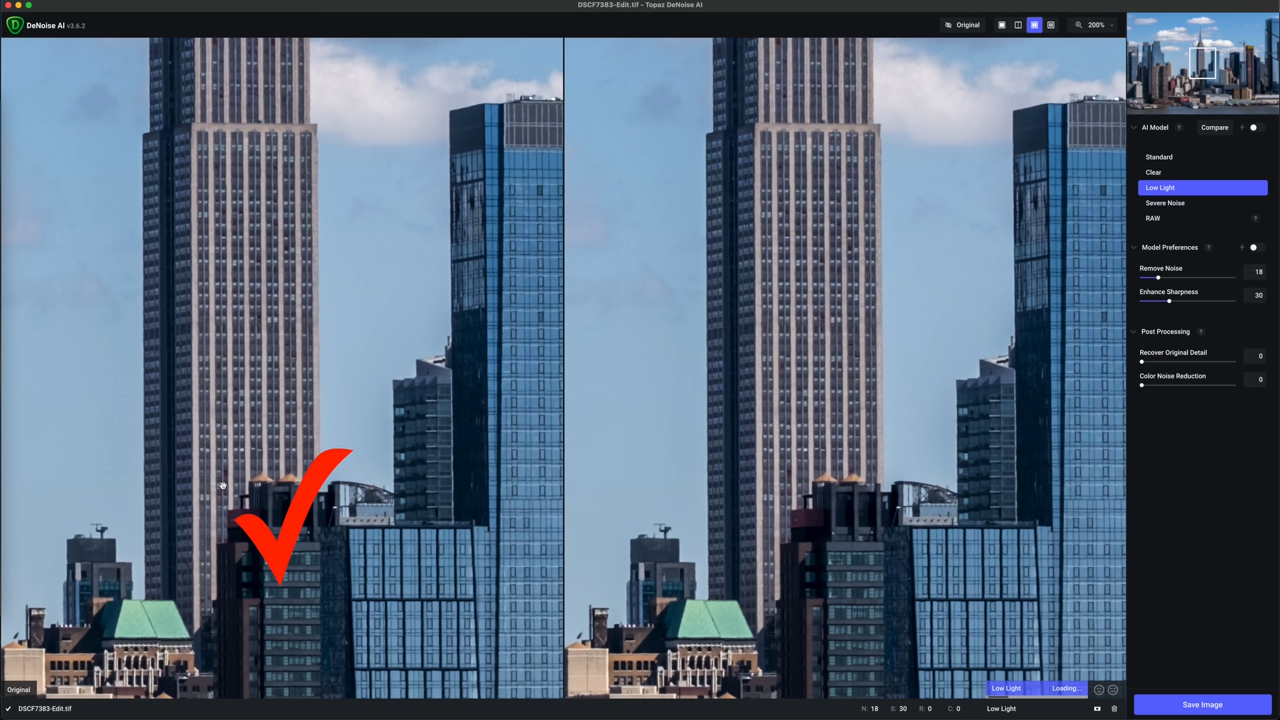 DSCF7383-Edit.tif - Topaz DeNoise AI
DeNoise AI v3.6.2
Original
200%
AI Model ? Compare
Standard
Clear
Low Light
Severe Noise
RAW ?
Model Preferences ?
Remove Noise 18
Enhance Sharpness 30
Post Processing ?
Recover Original Detail 0
Color Noise Reduction 0
Original
Low Light Loading...
DSCF7383-Edit.tif
N: 18 S: 30 R: 0 C: 0 Low Light
Save Image